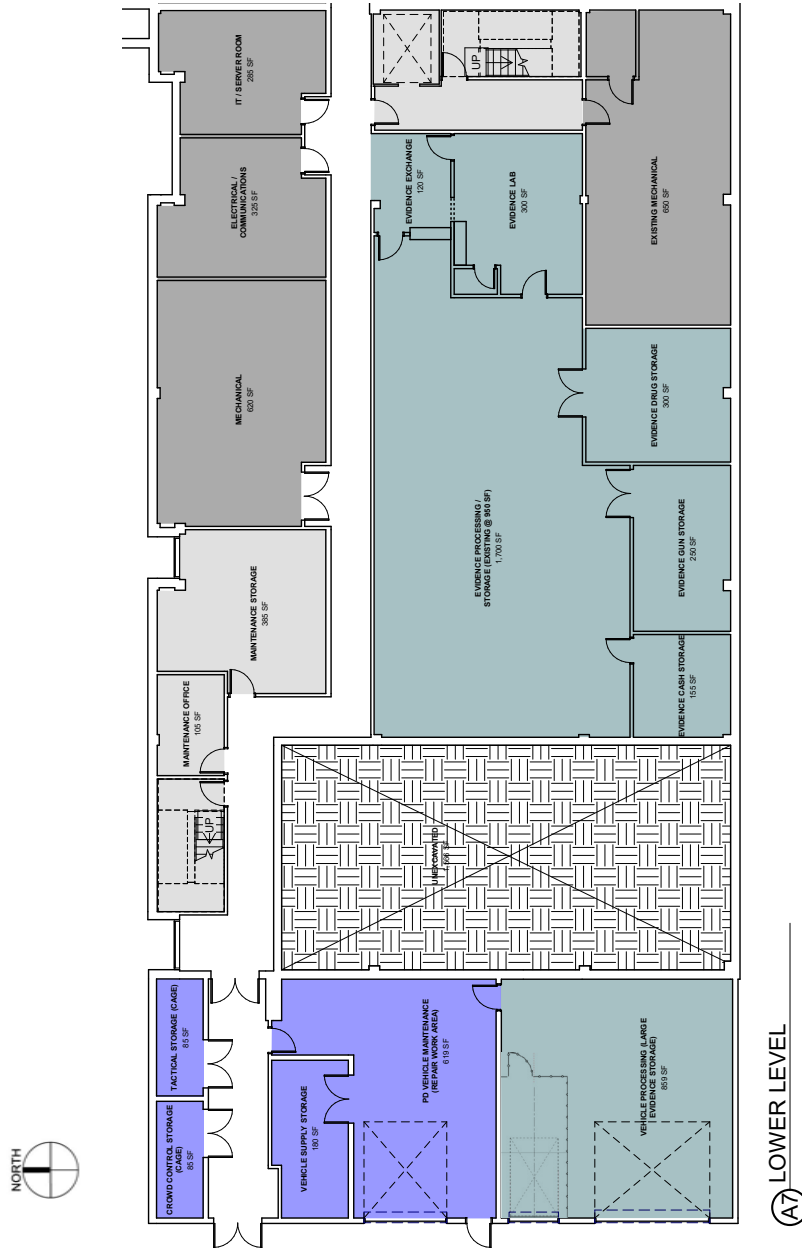 IT / SERVER ROOM
285 SF
ELECTRICAL /
COMMUNICATIONS
325 SF
MECHANICAL
620 SF
MAINTENANCE STORAGE
385 SF
MAINTENANCE OFFICE
105 SF
UP
TACTICAL STORAGE (CAGE)
85 SF
CROWD CONTROL STORAGE
(CAGE)
85 SF
UP
EVIDENCE EXCHANGE
120 SF
EVIDENCE LAB
300 SF
EXISTING MECHANICAL
650 SF
EVIDENCE PROCESSING /
STORAGE (EXISTING @ 950 SF)
1,700 SF
EVIDENCE DRUG STORAGE
300 SF
EVIDENCE GUN STORAGE
250 SF
EVIDENCE CASH STORAGE
155 SF
UNEXCAVATED
SF
VEHICLE SUPPLY STORAGE
180 SF
PD VEHICLE MAINTENANCE
(REPAIR WORK AREA)
619 SF
VEHICLE PROCESSING (LARGE
EVIDENCE STORAGE)
859 SF
NORTH
A7 LOWER LEVEL